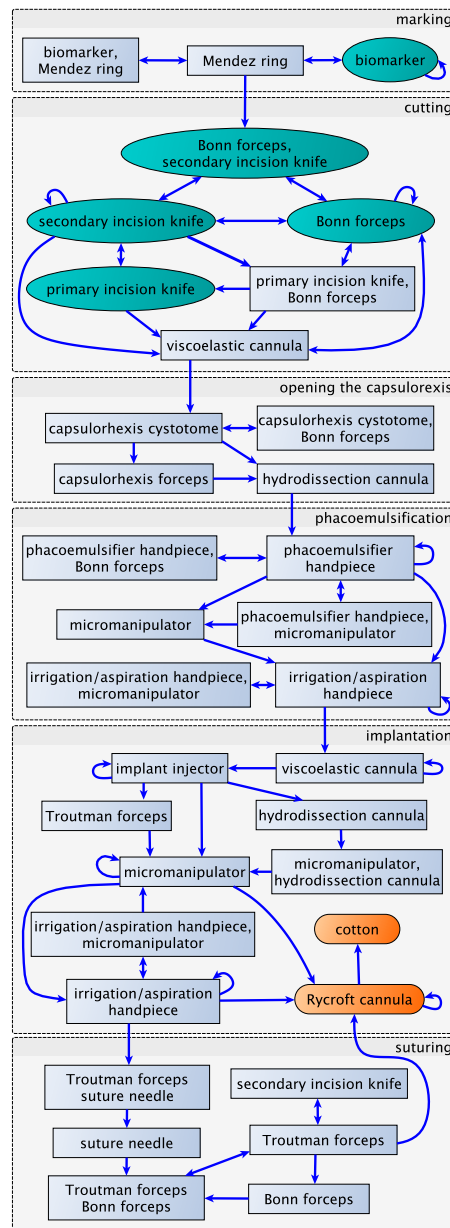 marking
biomarker,
Mendez ring
Mendez ring
biomarker
cutting
Bonn forceps,
secondary incision knife
secondary incision knife
Bonn forceps
primary incision knife
primary incision knife,
Bonn forceps
viscoelastic cannula
opening the capsulorexis
capsulorhexis cystotome
capsulorhexis cystotome,
Bonn forceps
capsulorhexis forceps
hydrodissection cannula
phacoemulsification
phacoemulsifier handpiece,
Bonn forceps
phacoemulsifier
handpiece
micromanipulator
phacoemulsifier handpiece,
micromanipulator
irrigation/aspiration handpiece,
micromanipulator
irrigation/aspiration
handpiece
implantation
implant injector
viscoelastic cannula
Troutman forceps
hydrodissection cannula
micromanipulator
micromanipulator,
hydrodissection cannula
irrigation/aspiration handpiece,
micromanipulator
cotton
irrigation/aspiration
handpiece
Rycroft cannula
suturing
Troutman forceps
suture needle
secondary incision knife
suture needle
Troutman forceps
Troutman forceps
Bonn forceps
Bonn forceps